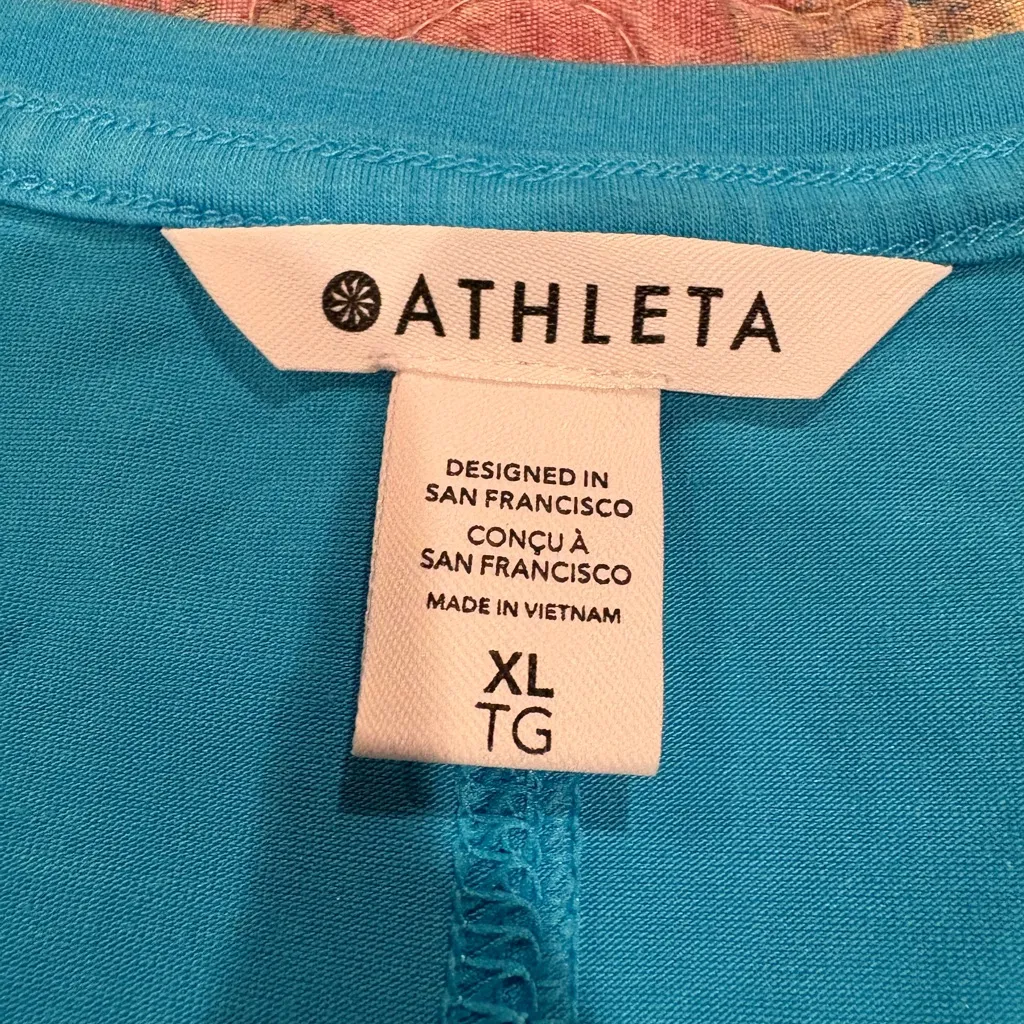 ATHLETA
DESIGNED IN
SAN FRANCISCO
CONÇU À
SAN FRANCISCO
MADE IN VIETNAM
XL
TG